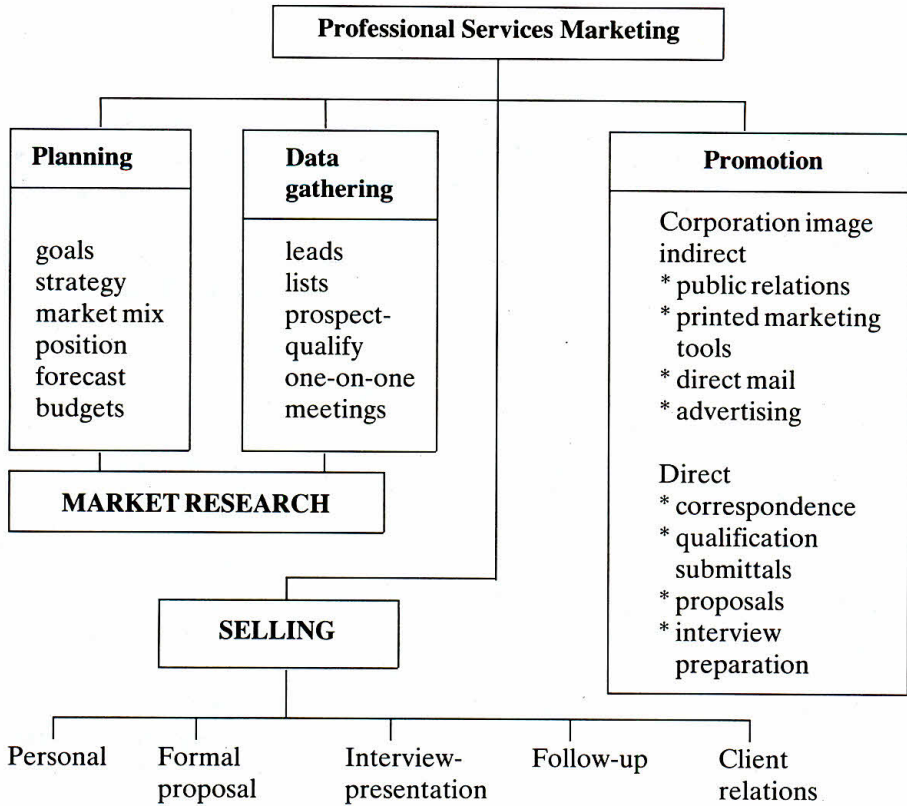 Professional Services Marketing
Planning
goals
strategy
market mix
position
forecast
budgets
Data
gathering
leads
lists
prospect-
qualify
one-on-one
meetings
MARKET RESEARCH
Promotion
Corporation image
indirect
* public relations
* printed marketing
tools
* direct mail
* advertising
Direct
* correspondence
* qualification
submittals
* proposals
* interview
preparation
SELLING
Personal
Formal
proposal
Interview-
presentation
Follow-up
Client
relations